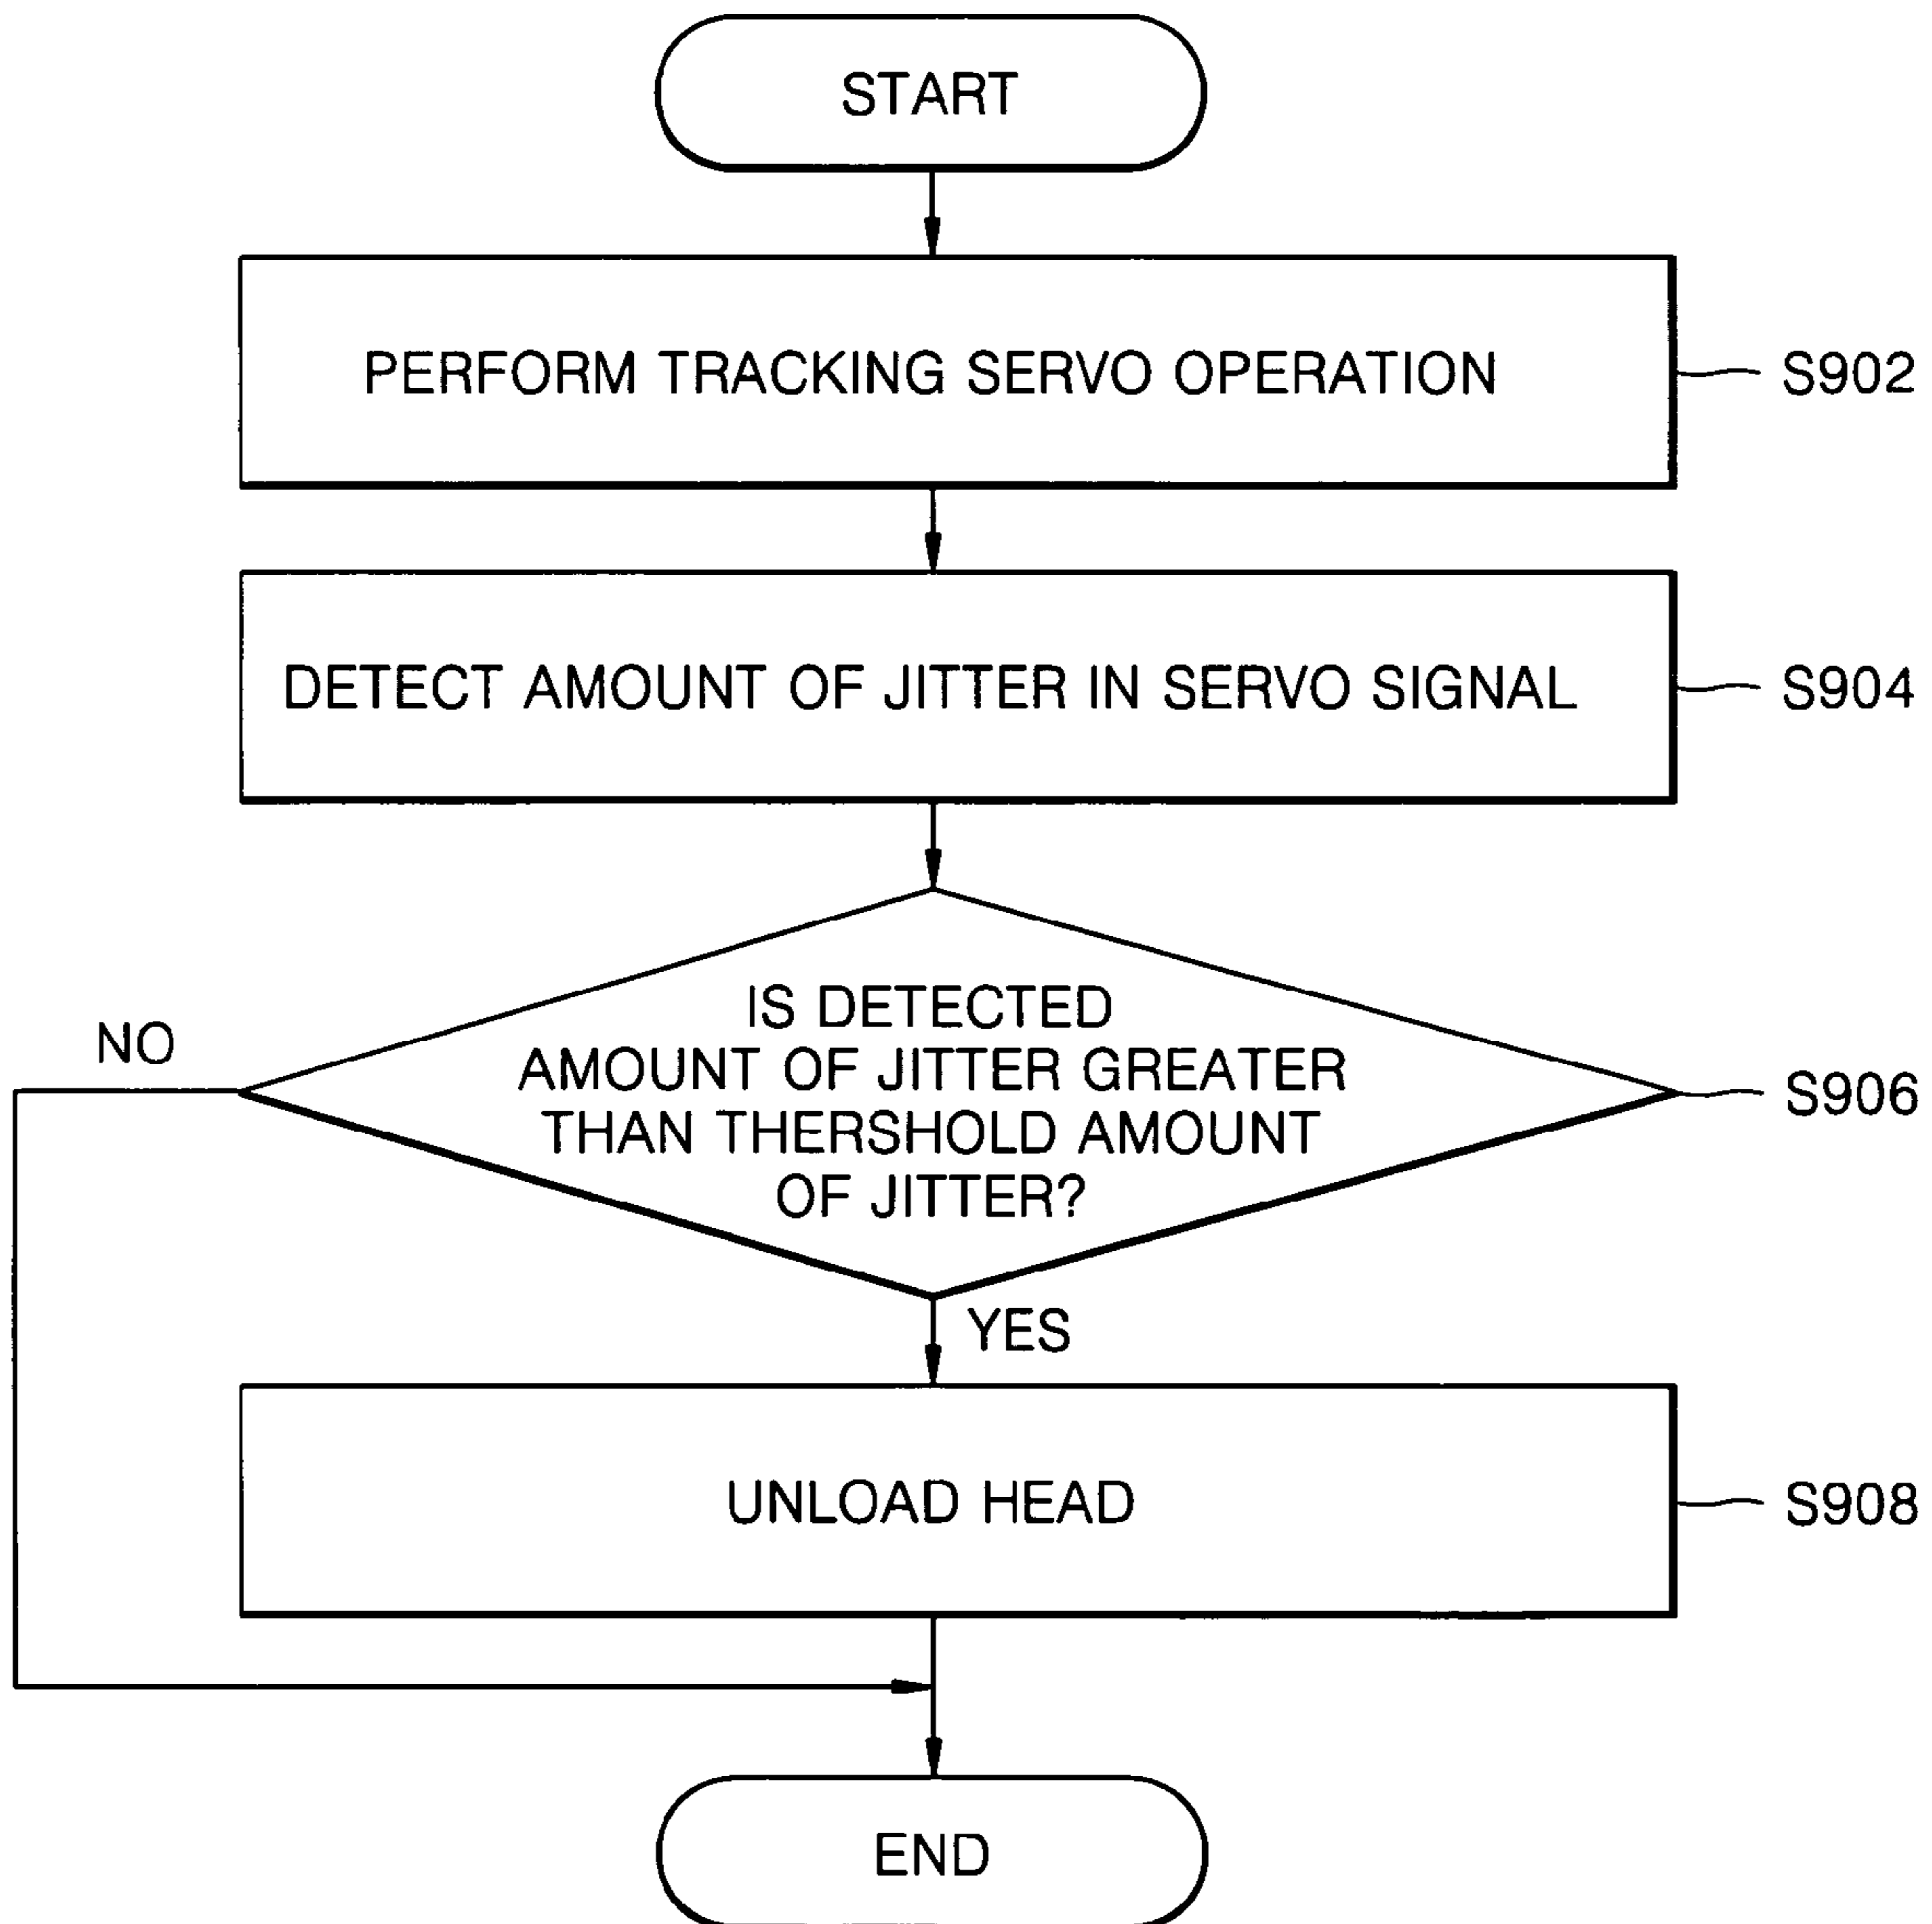 START
PERFORM TRACKING SERVO OPERATION
S902
DETECT AMOUNT OF JITTER IN SERVO SIGNAL
S904
IS DETECTED
AMOUNT OF JITTER GREATER
THAN THERSHOLD AMOUNT
OF JITTER?
S906
NO
YES
UNLOAD HEAD
S908
END